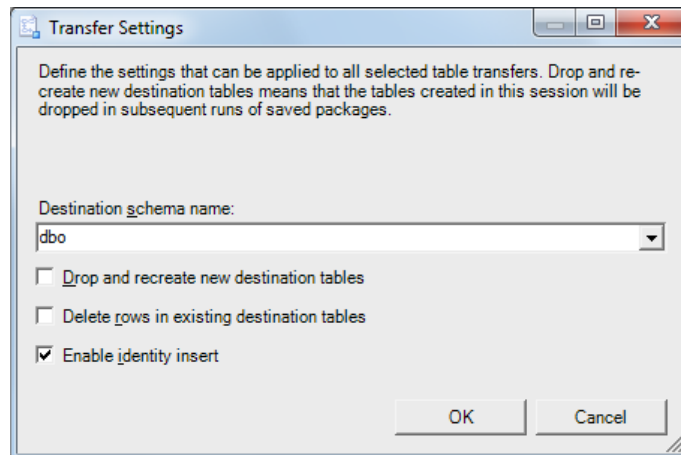 Transfer Settings
Define the settings that can be applied to all selected table transfers. Drop and re-
create new destination tables means that the tables created in this session will be
dropped in subsequent runs of saved packages.
Destination schema name:
dbo
Drop and recreate new destination tables
Delete rows in existing destination tables
Enable identity insert
OK Cancel